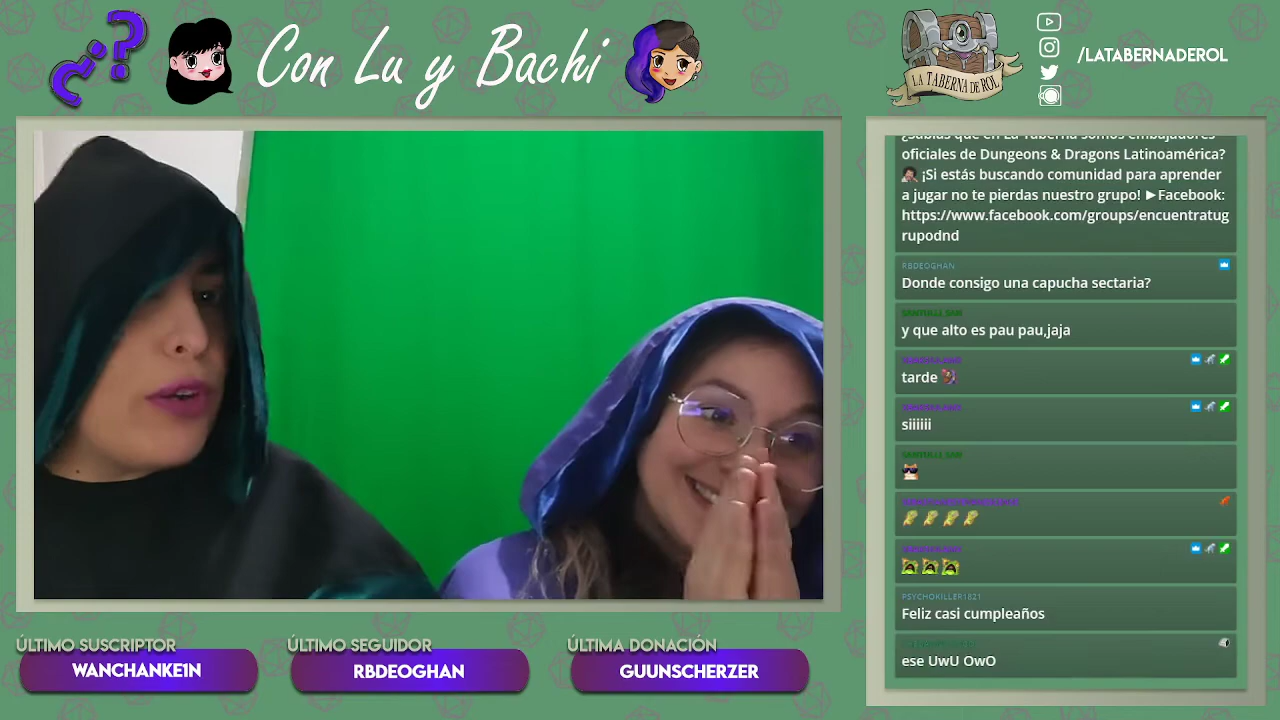 ¿?
Con Lu y Bachi
LA TABERNA DE ROL
/LATABERNADEROL
¿Sabías que en La Taberna somos embajadores
oficiales de Dungeons & Dragons Latinoamérica?
¡Si estás buscando comunidad para aprender
a jugar no te pierdas nuestro grupo! ►Facebook:
https://www.facebook.com/groups/encuentratug
rupodnd
RBDEOGHAN
Donde consigo una capucha sectaria?
y que alto es pau pau,jaja
tarde
siiiiii
PSYCHOKILLER1821
Feliz casi cumpleaños
ese UwU OwO
ÚLTIMO SUSCRIPTOR
WANCHANKE1N
ÚLTIMO SEGUIDOR
RBDEOGHAN
ÚLTIMA DONACIÓN
GUUNSCHERZER